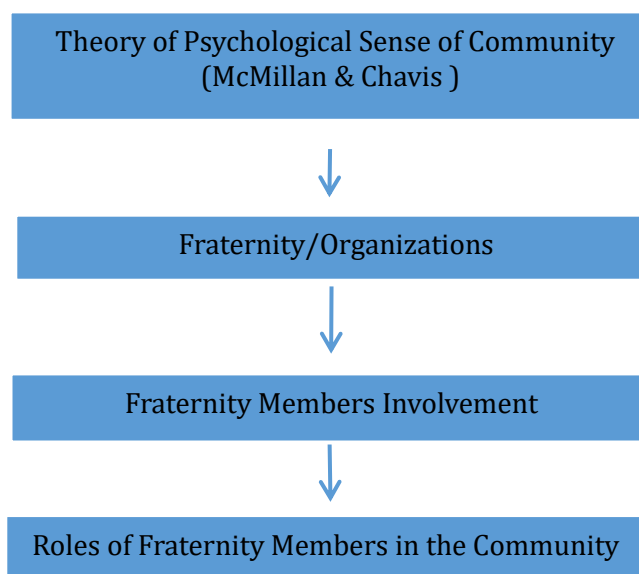 Theory of Psychological Sense of Community
(McMillan & Chavis )
Fraternity/Organizations
Fraternity Members Involvement
Roles of Fraternity Members in the Community